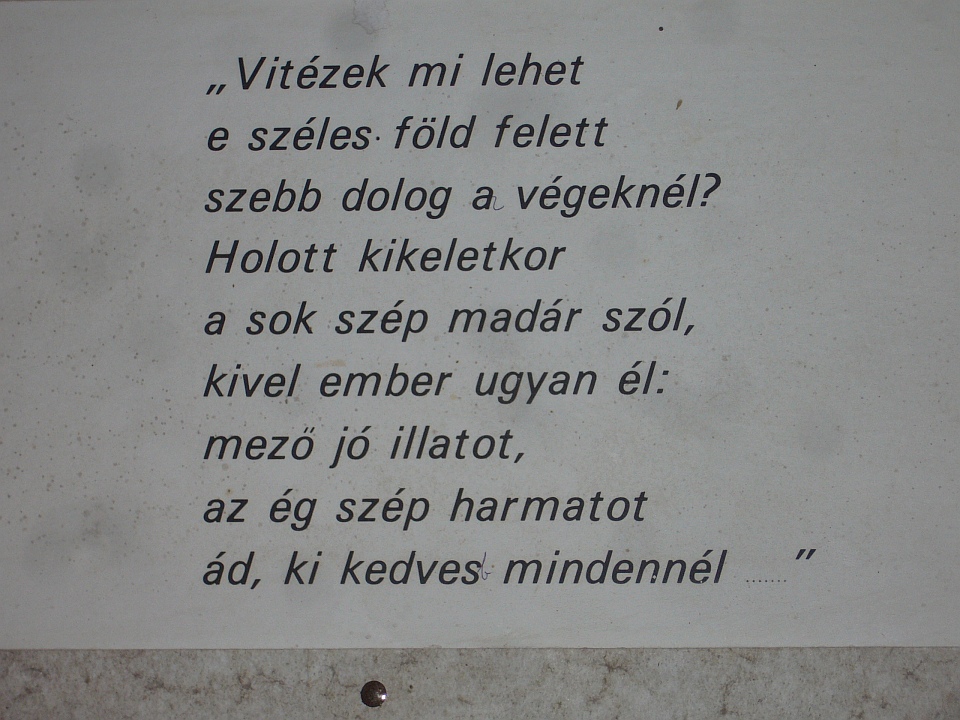 „Vitézek mi lehet
e széles föld felett
szebb dolog a végeknél?
Holott kikeletkor
a sok szép madár szól,
kivel ember ugyan él:
mező jó illatot,
az ég szép harmatot
ád, ki kedves mindennél .......”